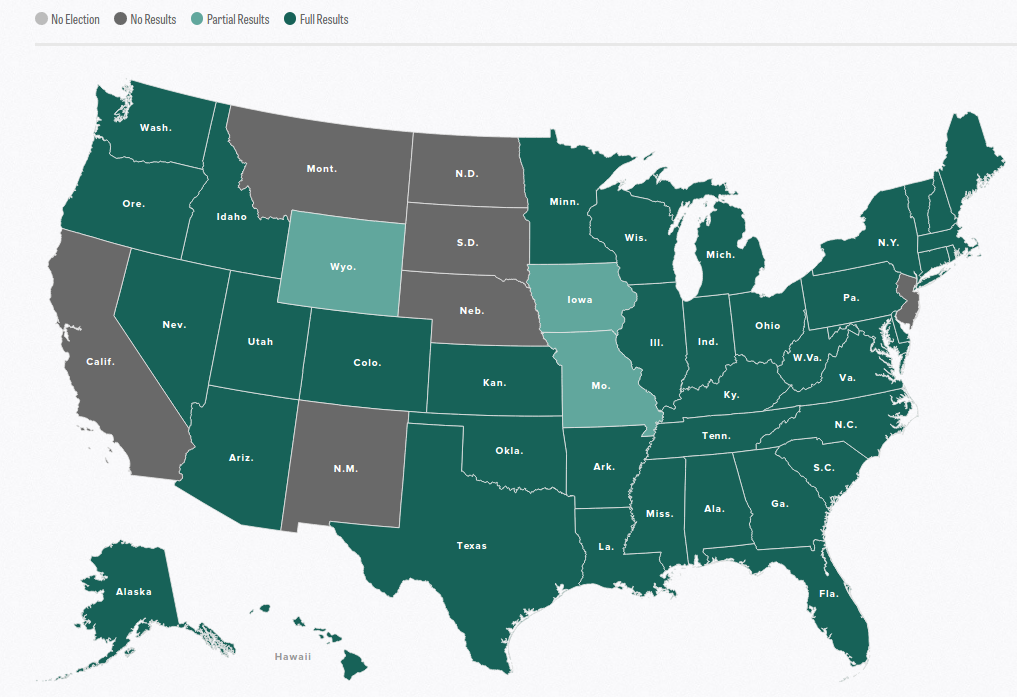 No Election No Results Partial Results Full Results
Wash.
Mont.
N.D.
Minn.
Ore.
Idaho
S.D.
Wis.
N.Y.
Mich.
Wyo.
Iowa
Pa.
Neb.
Nev.
Ohio
Utah
Ill.
Ind.
W.Va.
Calif.
Colo.
Va.
Kan.
Mo.
Ky.
N.C.
Tenn.
Okla.
Ariz.
N.M.
Ark.
S.C.
Ga.
Ala.
Miss.
Texas
La.
Alaska
Fla.
Hawaii